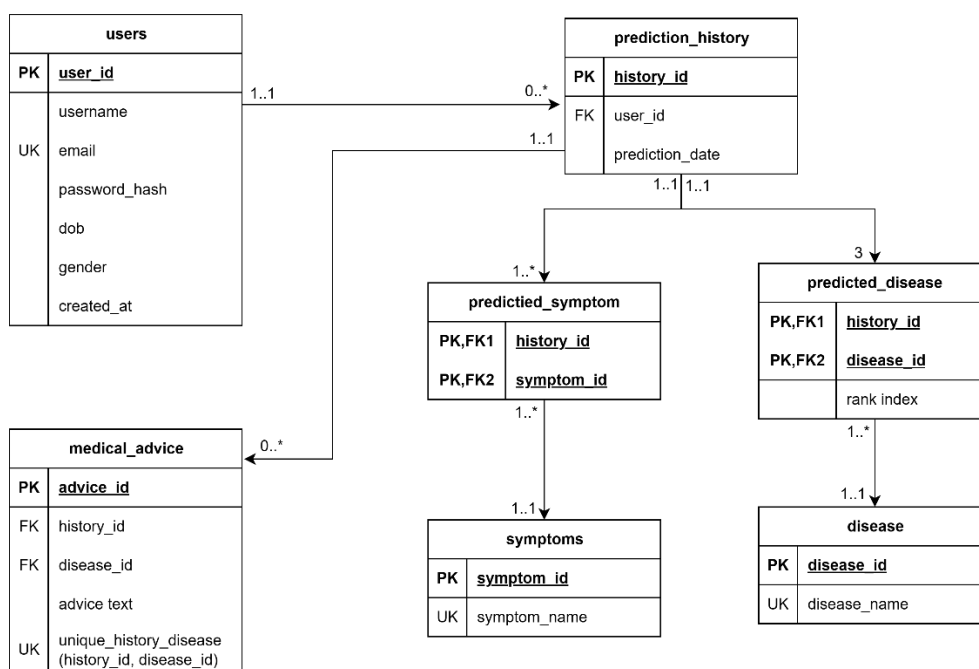 users
PK user_id
username
UK email
password_hash
dob
gender
created_at
prediction_history
PK history_id
FK user_id
prediction_date
1..1
0..*
1..1
1..1
1..1
1..*
3
0..*
predictied_symptom
PK,FK1 history_id
PK,FK2 symptom_id
predicted_disease
PK,FK1 history_id
PK,FK2 disease_id
rank index
1..*
1..*
1..1
1..1
medical_advice
PK advice_id
FK history_id
FK disease_id
advice text
UK unique_history_disease
(history_id, disease_id)
symptoms
PK symptom_id
UK symptom_name
disease
PK disease_id
UK disease_name